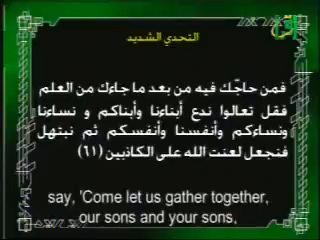 التحدي الشديد
فمن حاجّك فيه من بعد ما جاءك من العلم
فقل تعالوا ندع أبناءنا وأبناكم و نساءنا
ونساءكم وأنفسنا وأنفسكم ثم نبتهل
فنجعل لعنت الله على الكاذبين (٦١)
say, 'Come let us gather together,
our sons and your sons,